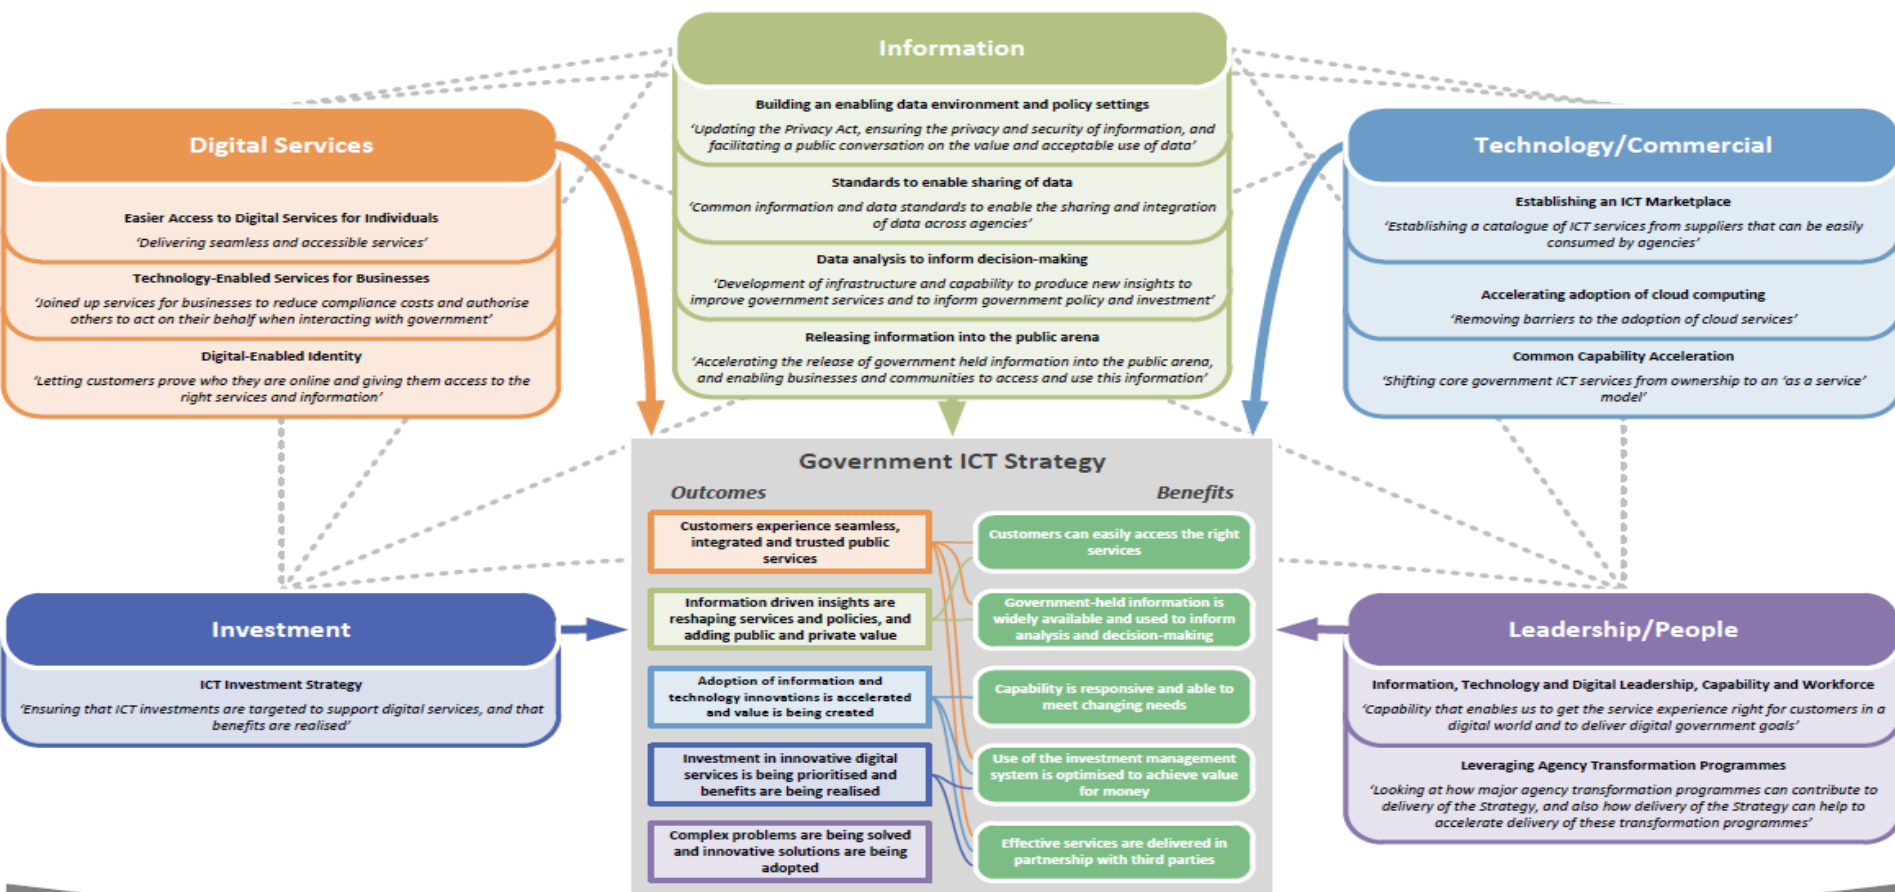 Information
Building an enabling data environment and policy settings
‘Updating the Privacy Act, ensuring the privacy and security of information, and
facilitating a public conversation on the value and acceptable use of data’
Standards to enable sharing of data
‘Common information and data standards to enable the sharing and integration
of data across agencies’
Data analysis to inform decision-making
‘Development of infrastructure and capability to produce new insights to
improve government services and to inform government policy and investment’
Releasing information into the public arena
‘Accelerating the release of government held information into the public arena,
and enabling businesses and communities to access and use this information’
Digital Services
Easier Access to Digital Services for Individuals
‘Delivering seamless and accessible services’
Technology-Enabled Services for Businesses
‘Joined up services for businesses to reduce compliance costs and authorise
others to act on their behalf when interacting with government’
Digital-Enabled Identity
‘Letting customers prove who they are online and giving them access to the
right services and information’
Technology/Commercial
Establishing an ICT Marketplace
‘Establishing a catalogue of ICT services from suppliers that can be easily
consumed by agencies’
Accelerating adoption of cloud computing
‘Removing barriers to the adoption of cloud services’
Common Capability Acceleration
‘Shifting core government ICT services from ownership to an ‘as a service’
model’
Government ICT Strategy
Outcomes
Customers experience seamless,
integrated and trusted public
services
Information driven insights are
reshaping services and policies, and
adding public and private value
Adoption of information and
technology innovations is accelerated
and value is being created
Investment in innovative digital
services is being prioritised and
benefits are being realised
Complex problems are being solved
and innovative solutions are being
adopted
Benefits
Customers can easily access the right
services
Government-held information is
widely available and used to inform
analysis and decision-making
Capability is responsive and able to
meet changing needs
Use of the investment management
system is optimised to achieve value
for money
Effective services are delivered in
partnership with third parties
Investment
ICT Investment Strategy
‘Ensuring that ICT investments are targeted to support digital services, and that
benefits are realised’
Leadership/People
Information, Technology and Digital Leadership, Capability and Workforce
‘Capability that enables us to get the service experience right for customers in a
digital world and to deliver digital government goals’
Leveraging Agency Transformation Programmes
‘Looking at how major agency transformation programmes can contribute to
delivery of the Strategy, and also how delivery of the Strategy can help to
accelerate delivery of these transformation programmes’